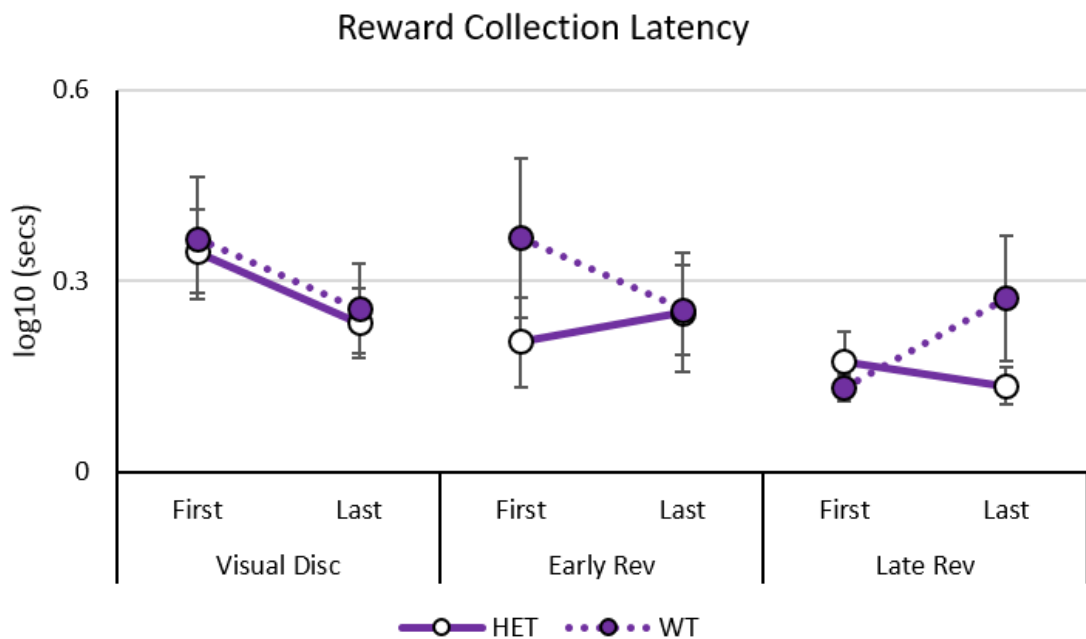 Reward Collection Latency
0.6
0.3
0
log10 (secs)
First Last First Last First Last
Visual Disc Early Rev Late Rev
HET WT